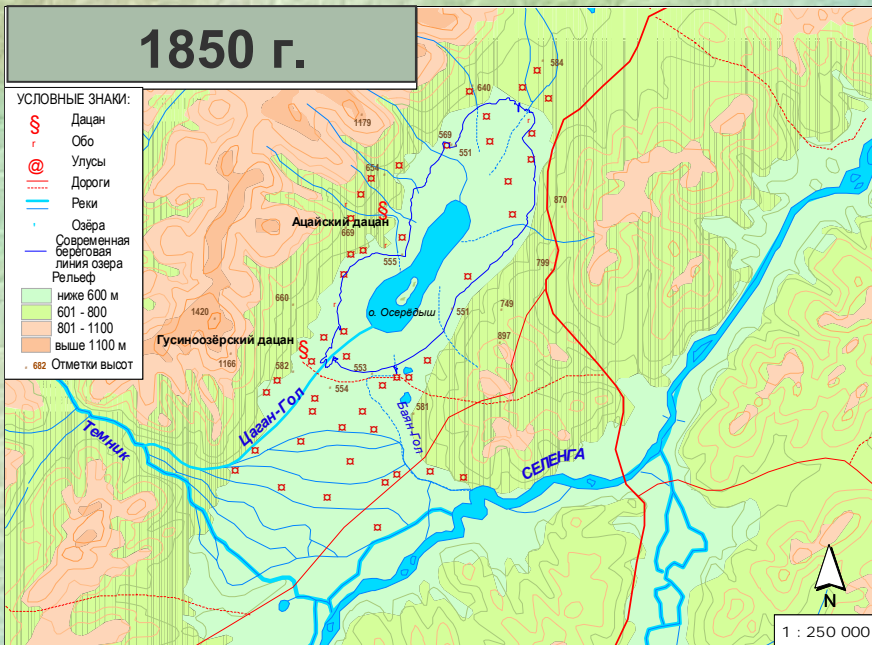 1850 г.
УСЛОВНЫЕ ЗНАКИ:
§ Дацан
г Обо
@ Улусы
Дороги
Реки
Озёра
Современная
береговая
линия озера
Рельеф
ниже 600 м
601 - 800
801 - 1100
выше 1100 м
682 Отметки высот
584
640
1179
569
551
654
870
Ацайский дацан
669
555
799
660
551
749
1420
о. Осерёдыш
897
Гусиноозёрский дацан
1166
582
553
554
581
Цаган-Гол
Баян-Гол
Темник
СЕЛЕНГА
N
1 : 250 000